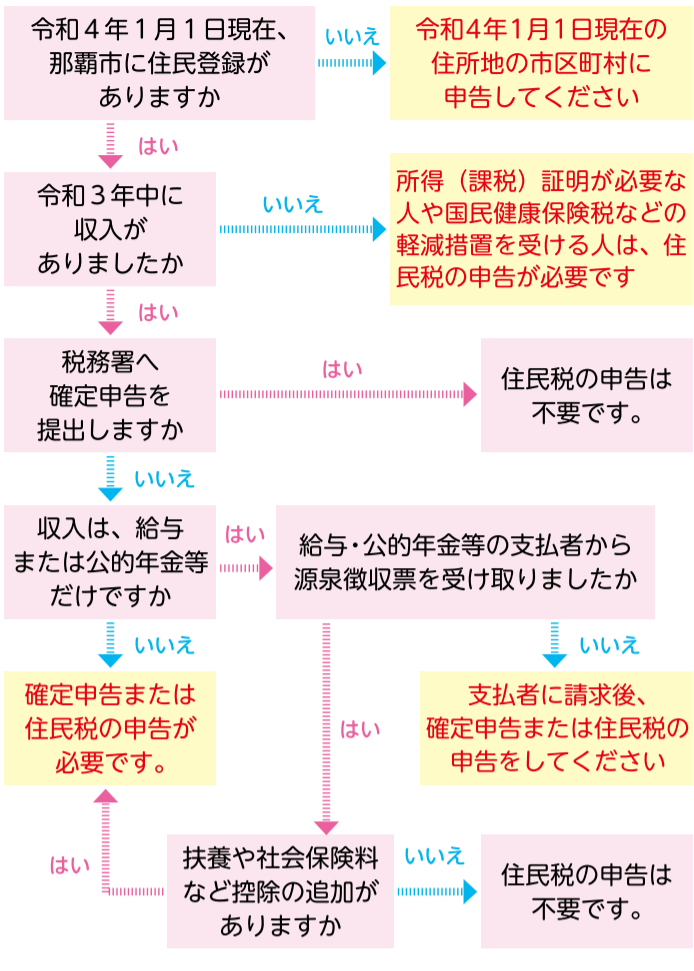 令和４年１月１日現在、
那覇市に住民登録が
ありますか
いいえ
令和4年1月1日現在の
住所地の市区町村に
申告してください
はい
令和３年中に
収入が
ありましたか
いいえ
所得（課税）証明が必要な
人や国民健康保険税などの
軽減措置を受ける人は、住
民税の申告が必要です
はい
税務署へ
確定申告を
提出しますか
はい
住民税の申告は
不要です。
いいえ
収入は、給与
または公的年金等
だけですか
はい
給与・公的年金等の支払者から
源泉徴収票を受け取りましたか
いいえ
確定申告または
住民税の申告が
必要です。
はい
いいえ
支払者に請求後、
確定申告または住民税の
申告をしてください
はい
扶養や社会保険料
など控除の追加が
ありますか
いいえ
住民税の申告は
不要です。